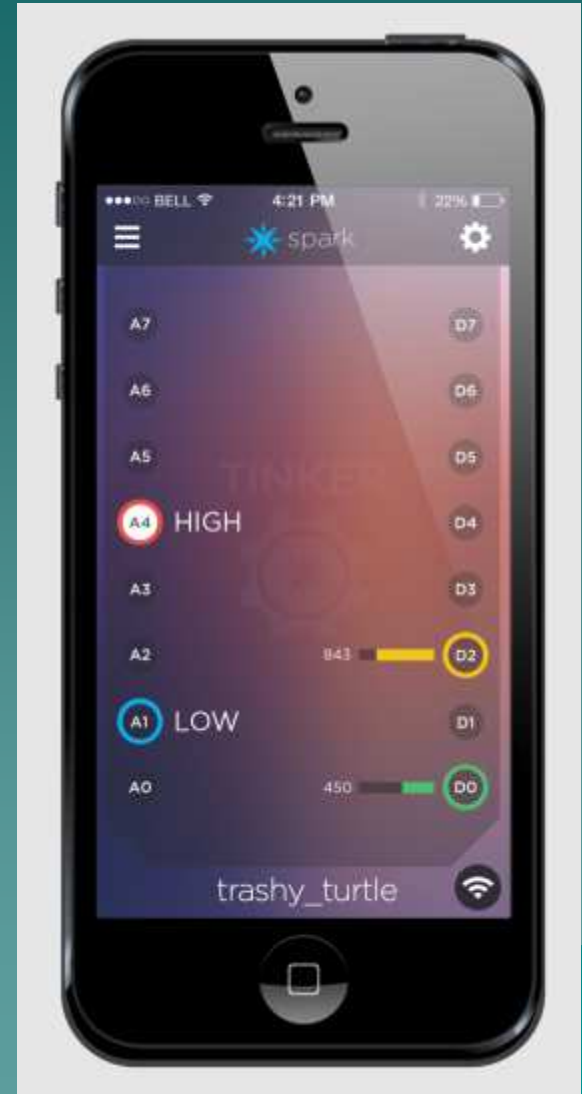 BELL 4:21 PM 22%
spark
A7 D7
A6 D6
A5 D5
TINKER
A4 HIGH D4
A3 D3
A2 843 D2
A1 LOW D1
A0 450 D0
trashy_turtle